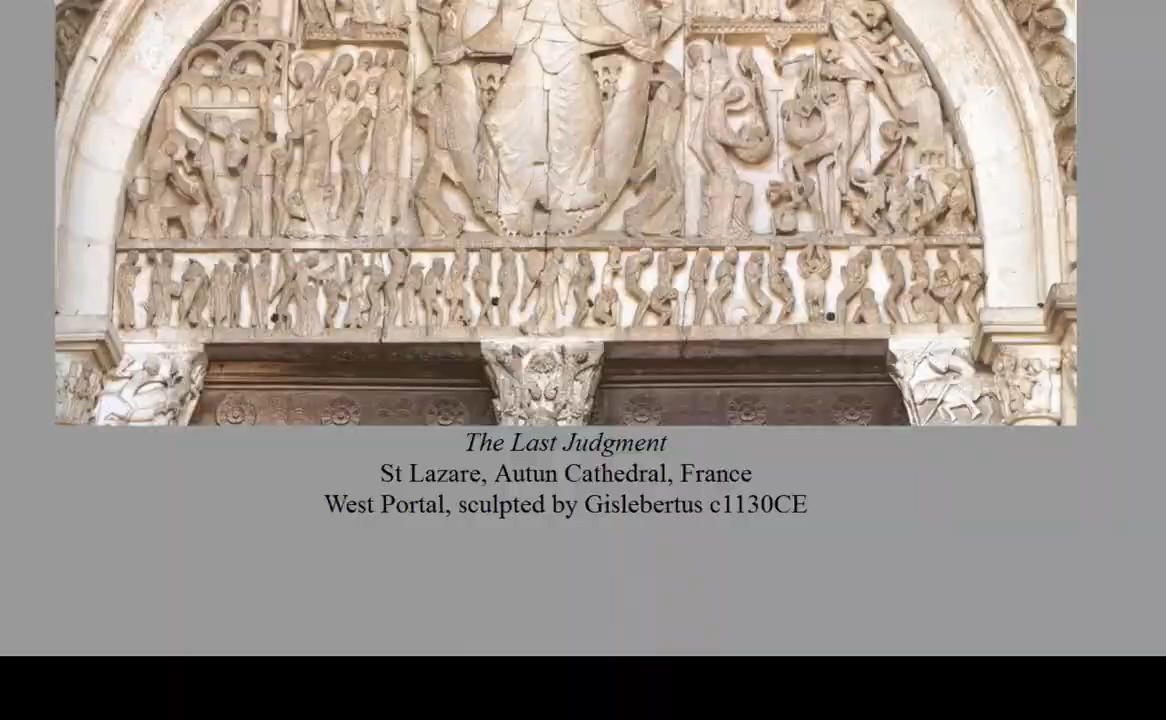 The Last Judgment
St Lazare, Autun Cathedral, France
West Portal, sculpted by Gislebertus c1130CE